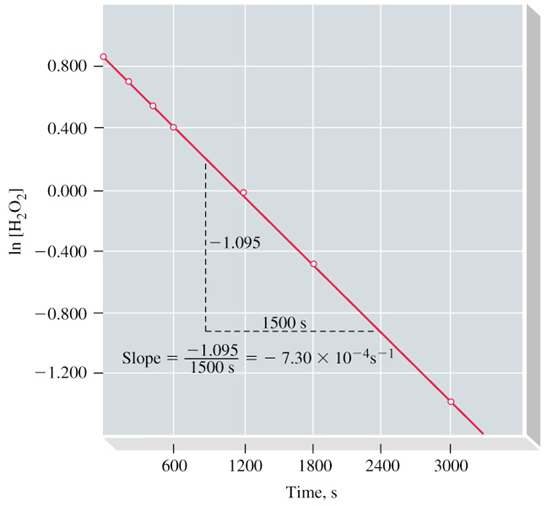 0.800
0.400
0.000
−0.400
−0.800
−1.200
ln [H₂O₂]
−1.095
1500 s
Slope = −1.095 / 1500 s = − 7.30 × 10⁻⁴s⁻¹
600 1200 1800 2400 3000
Time, s